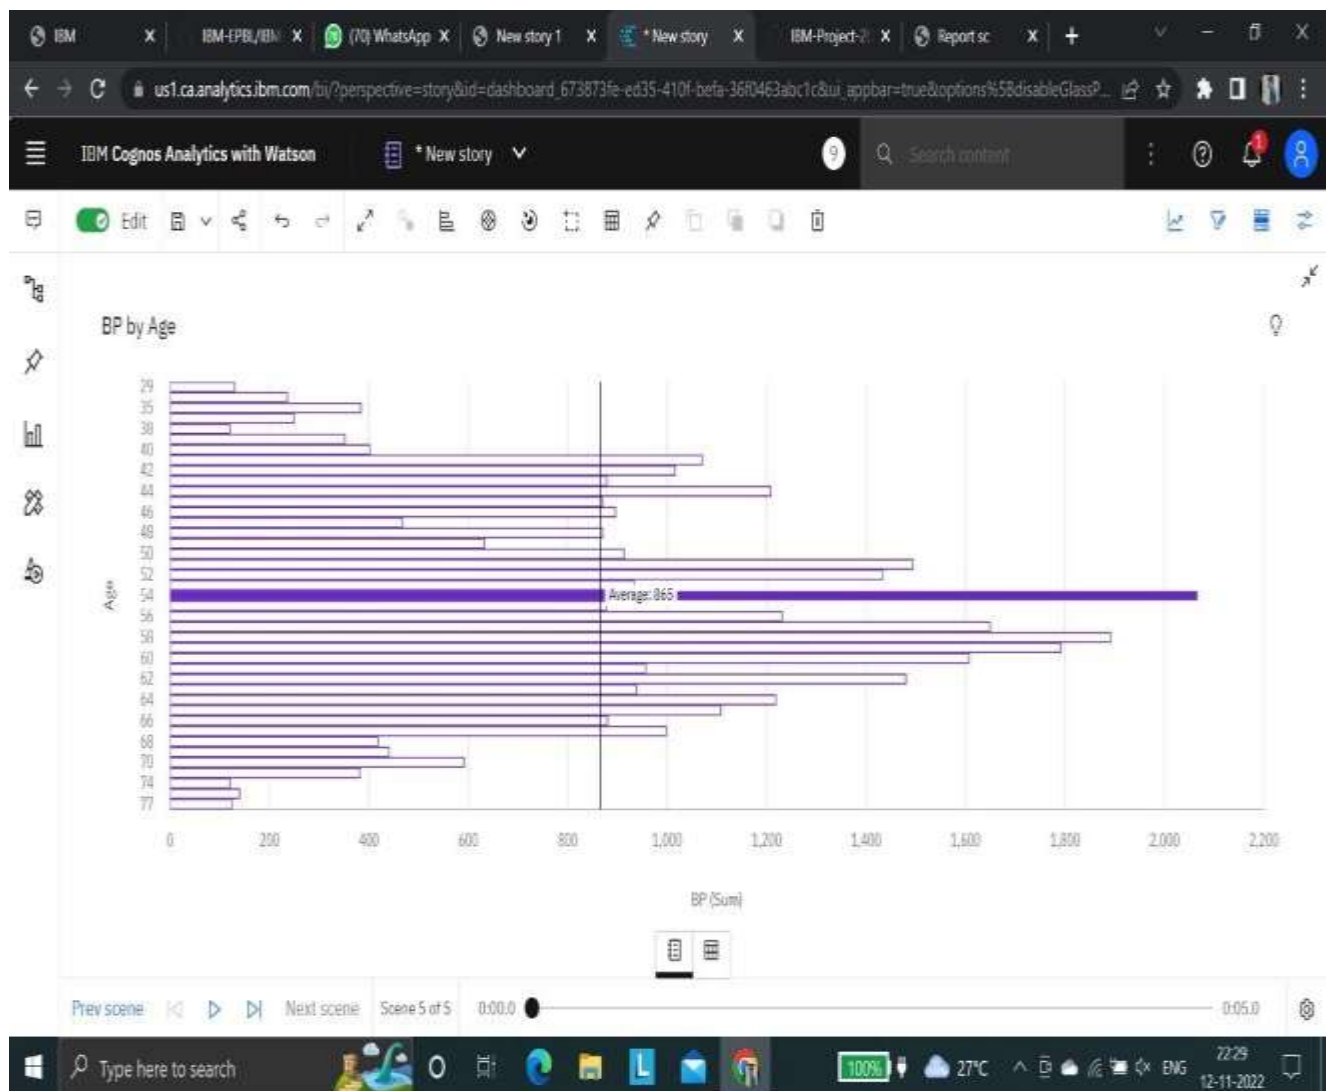 IBM
IBM-EPBL/IBM
(70) WhatsApp
New story 1
* New story
IBM-Project-2
Report sc
us1.ca.analytics.ibm.com/bi/?perspective=story&id=dashboard_673873fe-ed35-410f-befa-36f0463abc1c&ui_appbar=true&options%5BdisableGlassP...
IBM Cognos Analytics with Watson
* New story
9
Search content
1
Edit
BP by Age
29
35
38
40
42
44
46
48
50
52
54
56
58
60
62
64
66
68
70
74
77
Age
Average: 865
0 200 400 600 800 1,000 1,200 1,400 1,600 1,800 2,000 2,200
BP (Sum)
Prev scene
Next scene
Scene 5 of 5
0:00.0
0:05.0
Type here to search
L
100%
27°C
ENG
22:29
12-11-2022